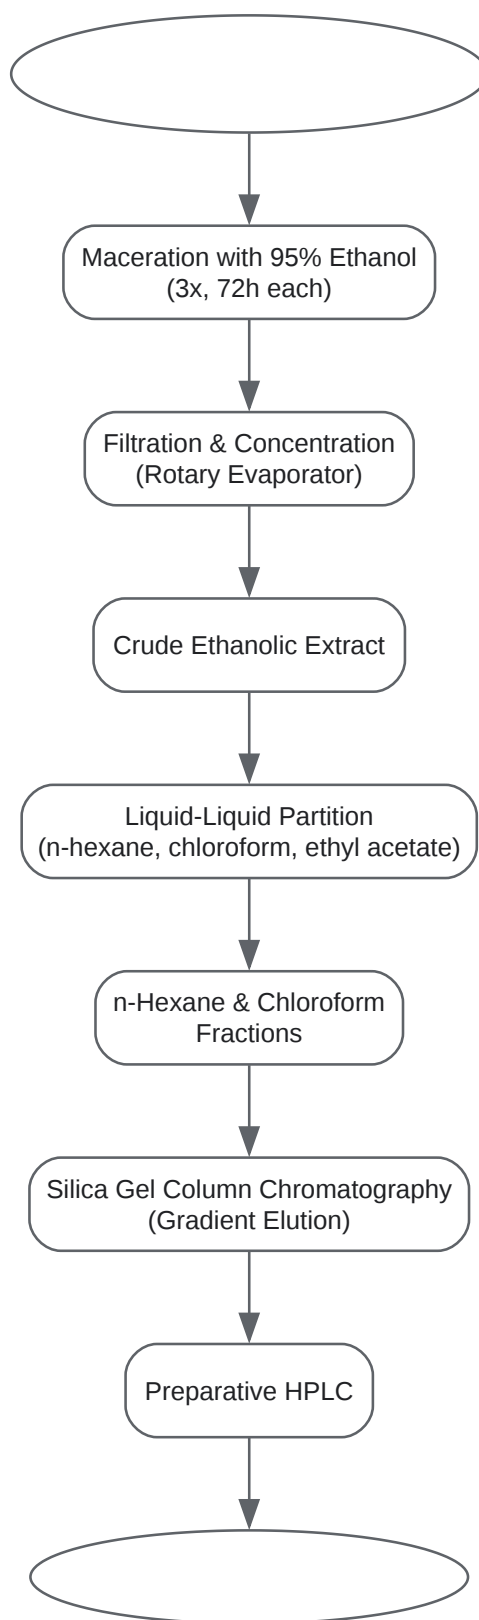 Maceration with 95% Ethanol
(3x, 72h each)
Filtration & Concentration
(Rotary Evaporator)
Crude Ethanolic Extract
Liquid-Liquid Partition
(n-hexane, chloroform, ethyl acetate)
n-Hexane & Chloroform
Fractions
Silica Gel Column Chromatography
(Gradient Elution)
Preparative HPLC